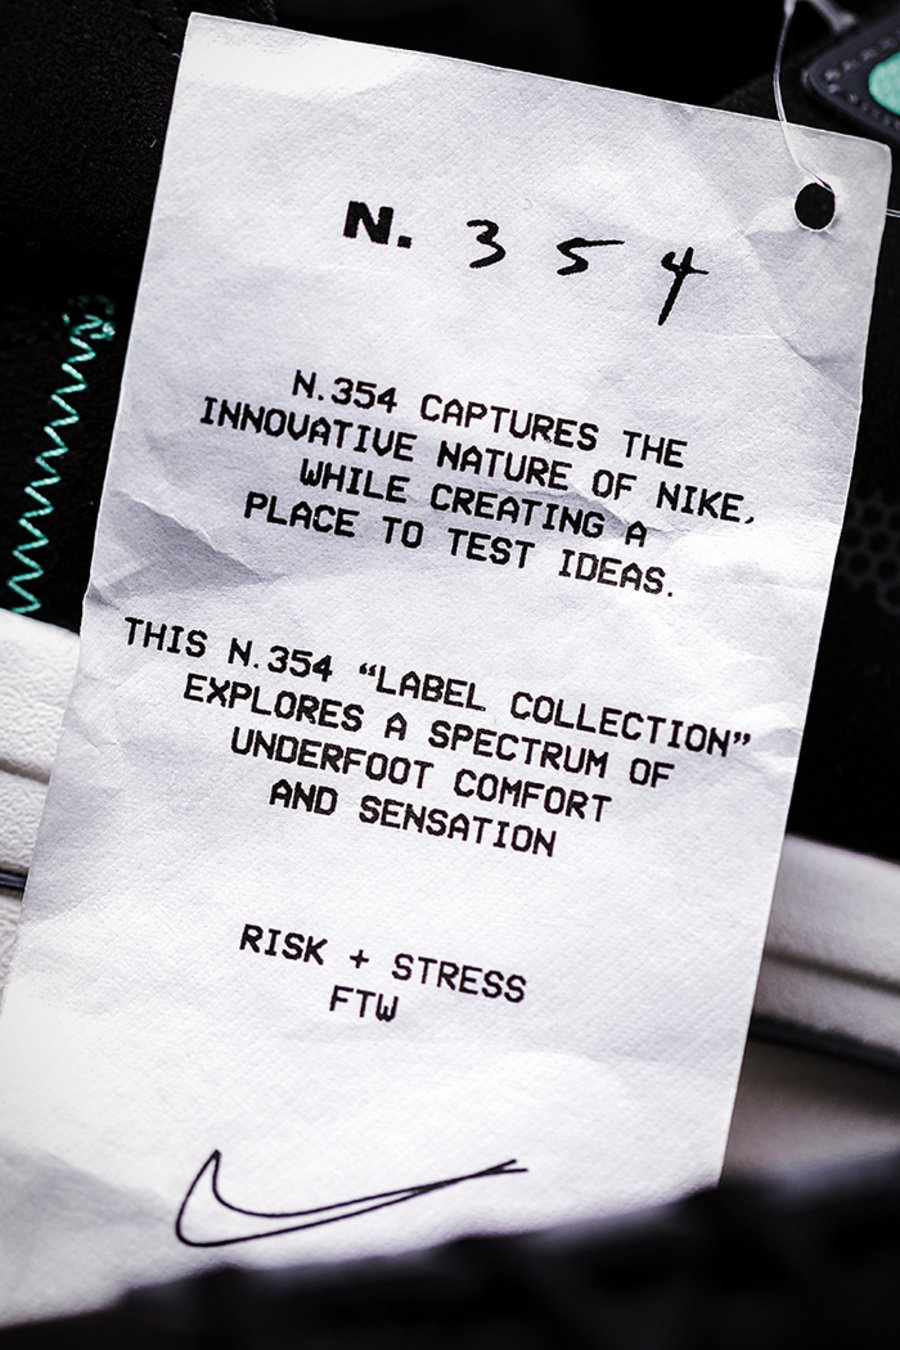 N. 354
N.354 CAPTURES THE
INNOVATIVE NATURE OF NIKE,
WHILE CREATING A
PLACE TO TEST IDEAS.
THIS N.354 “LABEL COLLECTION”
EXPLORES A SPECTRUM OF
UNDERFOOT COMFORT
AND SENSATION
RISK + STRESS
FTW